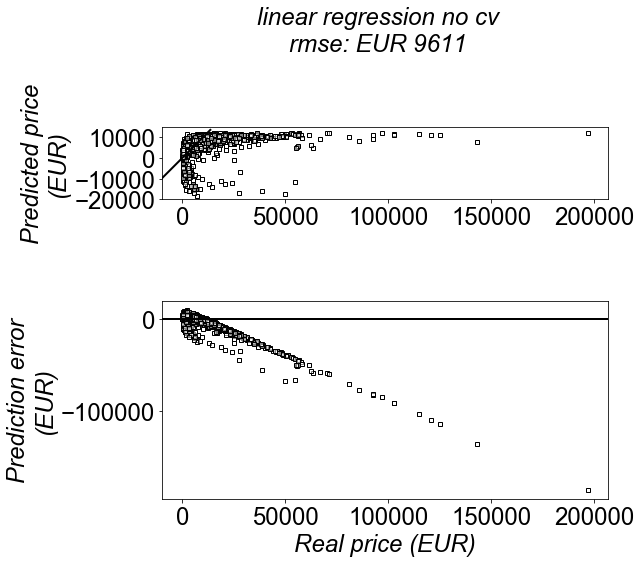 linear regression no cv
rmse: EUR 9611
Predicted price
(EUR)
10000
0
−10000
−20000
0
50000
100000
150000
200000
Prediction error
(EUR)
0
−100000
0
50000
100000
150000
200000
Real price (EUR)